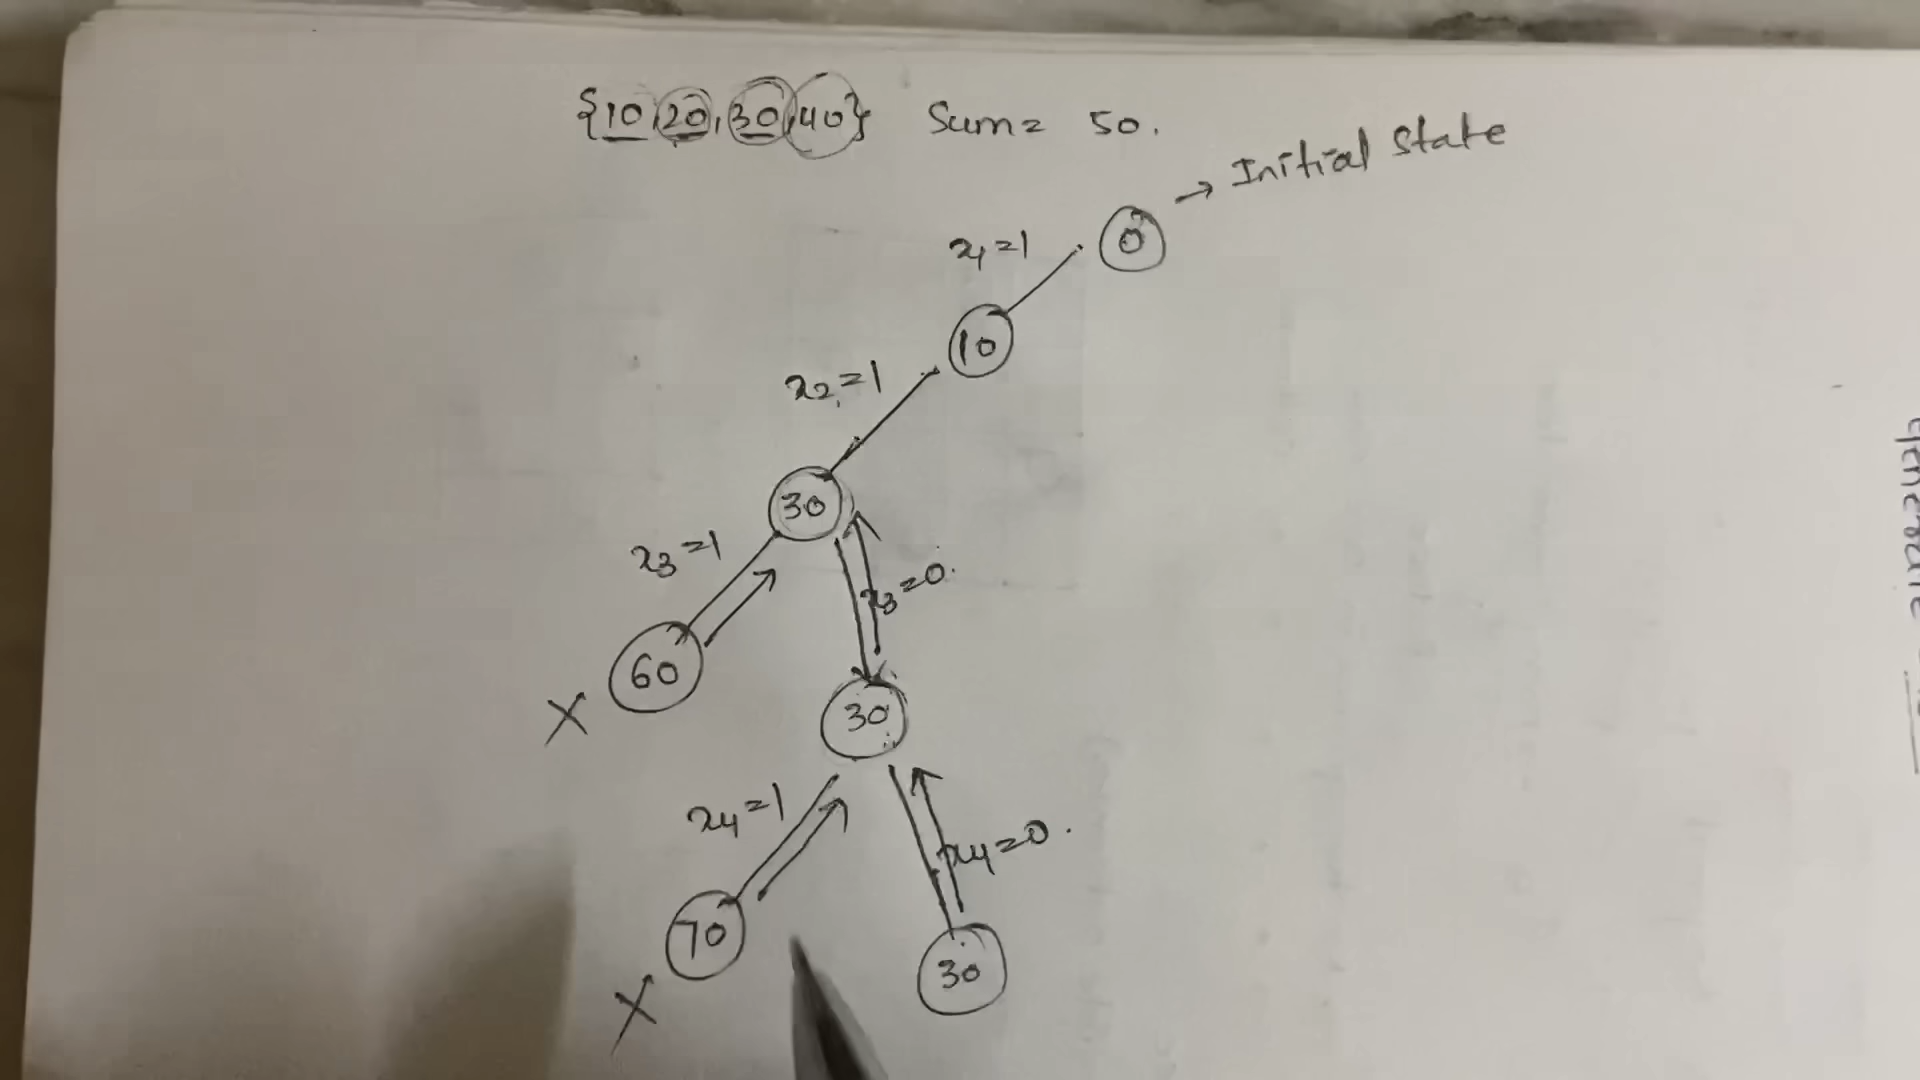 {10,20,30,40} Sum= 50.
→ Initial State
0
x1=1
10
x2=1
30
x3=1
x3=0.
60
X
30
x4=1
x4=0.
70
30
X